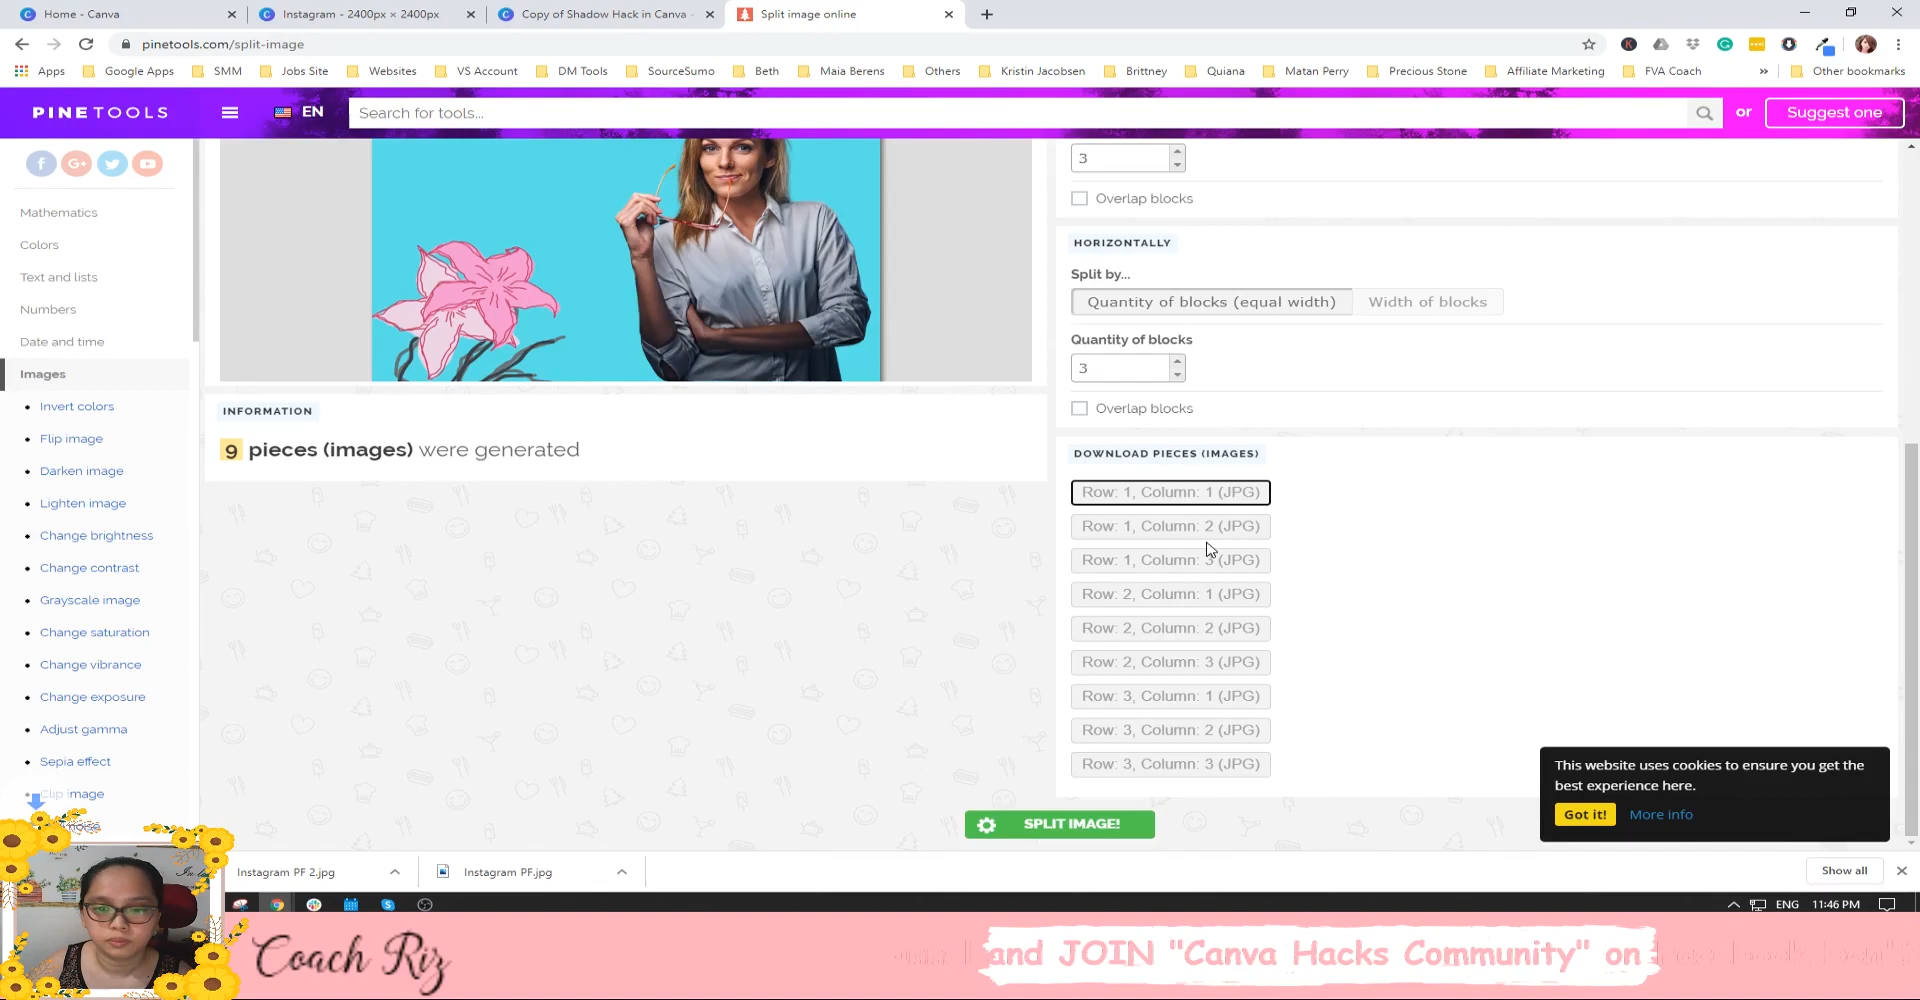 Home - Canva
Instagram - 2400px × 2400px
Copy of Shadow Hack in Canva -
Split image online
pinetools.com/split-image
Apps
Google Apps
SMM
Jobs Site
Websites
VS Account
DM Tools
SourceSumo
Beth
Maia Berens
Others
Kristin Jacobsen
Brittney
Quiana
Matan Perry
Precious Stone
Affiliate Marketing
FVA Coach
»
Other bookmarks
PINETOOLS
EN
Search for tools...
or
Suggest one
Mathematics
Colors
Text and lists
Numbers
Date and time
Images
Invert colors
Flip image
Darken image
Lighten image
Change brightness
Change contrast
Grayscale image
Change saturation
Change vibrance
Change exposure
Adjust gamma
Sepia effect
Clip image
INFORMATION
9 pieces (images) were generated
3
Overlap blocks
HORIZONTALLY
Split by...
Quantity of blocks (equal width)
Width of blocks
Quantity of blocks
3
Overlap blocks
DOWNLOAD PIECES (IMAGES)
Row: 1, Column: 1 (JPG)
Row: 1, Column: 2 (JPG)
Row: 1, Column: 3 (JPG)
Row: 2, Column: 1 (JPG)
Row: 2, Column: 2 (JPG)
Row: 2, Column: 3 (JPG)
Row: 3, Column: 1 (JPG)
Row: 3, Column: 2 (JPG)
Row: 3, Column: 3 (JPG)
SPLIT IMAGE!
This website uses cookies to ensure you get the
best experience here.
Got it!
More info
Instagram PF 2.jpg
Instagram PF.jpg
Show all
ENG
11:46 PM
Coach Riz
and JOIN "Canva Hacks Community" on